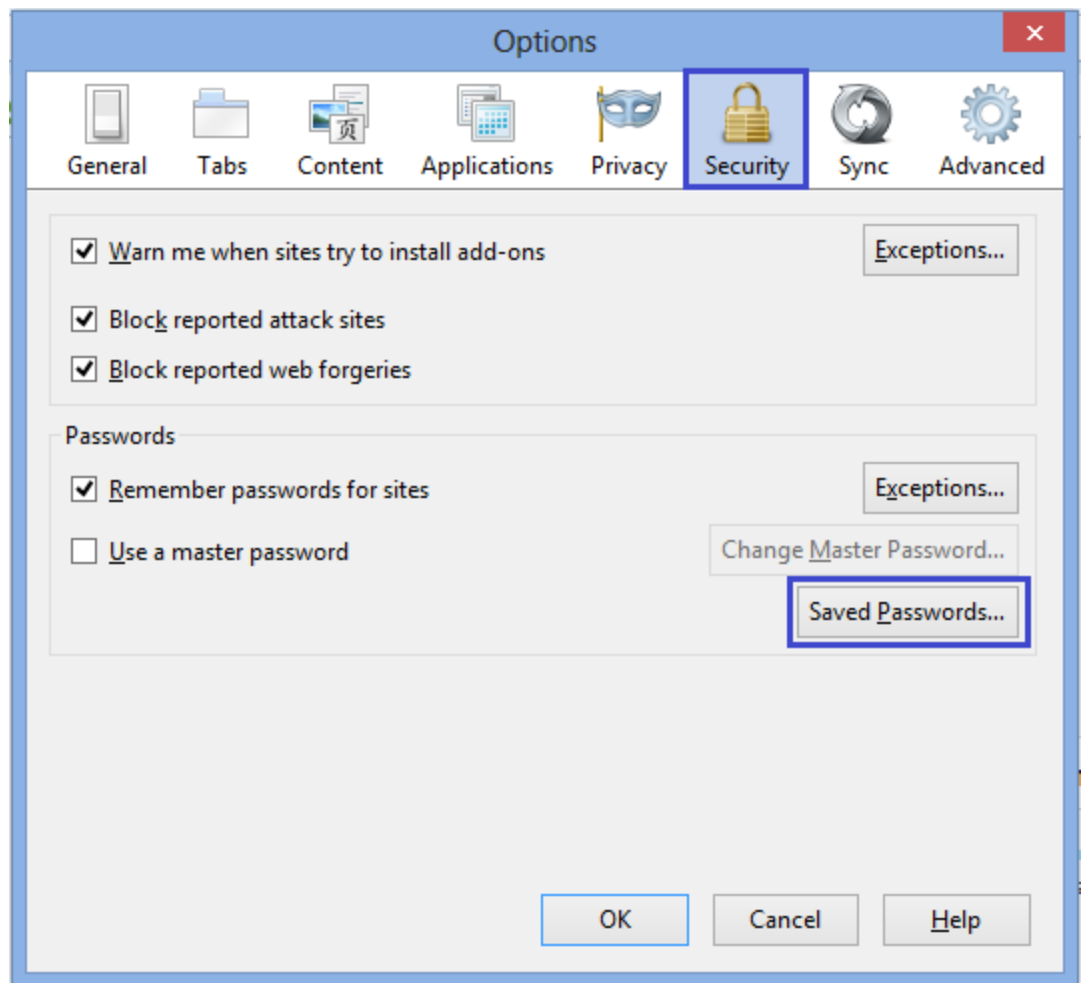 Options
General Tabs Content Applications Privacy Security Sync Advanced
页
Warn me when sites try to install add-ons Exceptions...
Block reported attack sites
Block reported web forgeries
Passwords
Remember passwords for sites Exceptions...
Use a master password Change Master Password...
Saved Passwords...
OK Cancel Help